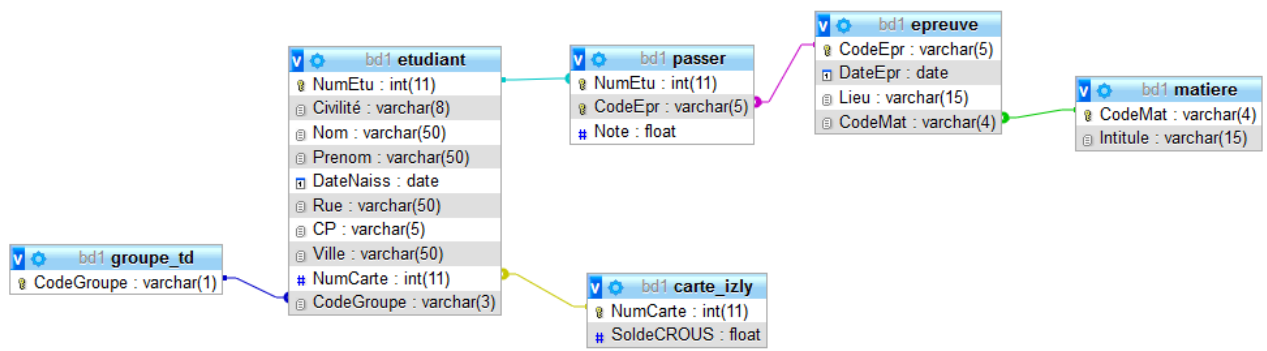 bd1 groupe_td
CodeGroupe : varchar(1)
bd1 etudiant
NumEtu : int(11)
Civilité : varchar(8)
Nom : varchar(50)
Prenom : varchar(50)
DateNaiss : date
Rue : varchar(50)
CP : varchar(5)
Ville : varchar(50)
# NumCarte : int(11)
CodeGroupe : varchar(3)
bd1 passer
NumEtu : int(11)
CodeEpr : varchar(5)
# Note : float
bd1 carte_izly
NumCarte : int(11)
# SoldeCROUS : float
bd1 epreuve
CodeEpr : varchar(5)
DateEpr : date
Lieu : varchar(15)
CodeMat : varchar(4)
bd1 matiere
CodeMat : varchar(4)
Intitule : varchar(15)